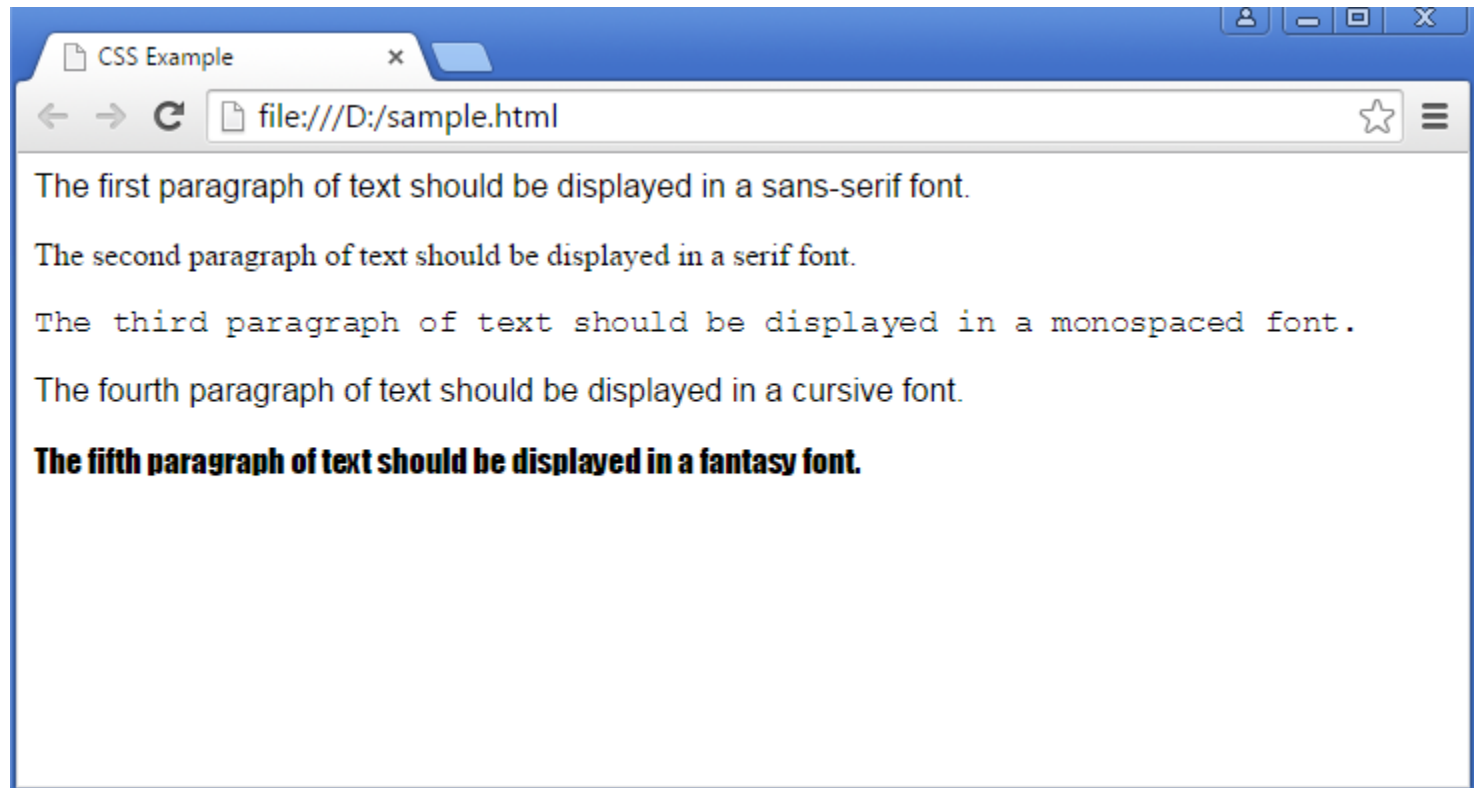 CSS Example
file:///D:/sample.html
The first paragraph of text should be displayed in a sans-serif font.
The second paragraph of text should be displayed in a serif font.
The third paragraph of text should be displayed in a monospaced font.
The fourth paragraph of text should be displayed in a cursive font.
The fifth paragraph of text should be displayed in a fantasy font.